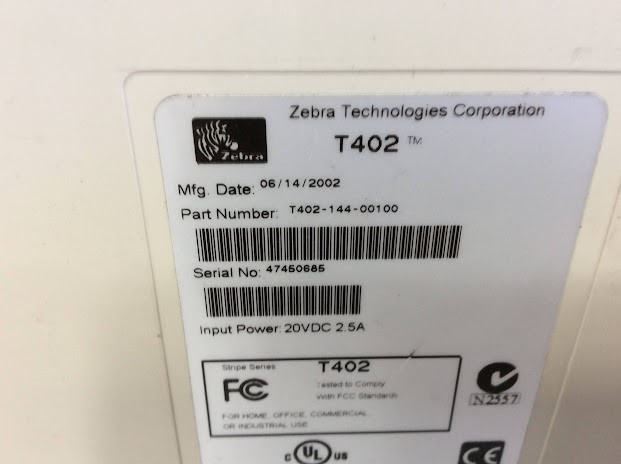 Zebra Technologies Corporation
Zebra
T402 ™
Mfg. Date: 06/14/2002
Part Number: T402-144-00100
Serial No: 47450685
Input Power: 20VDC 2.5A
Stripe Series T402
FC
Tested to Comply
With FCC Standards
FOR HOME, OFFICE, COMMERCIAL
OR INDUSTRIAL USE
N2557
c UL US
CE